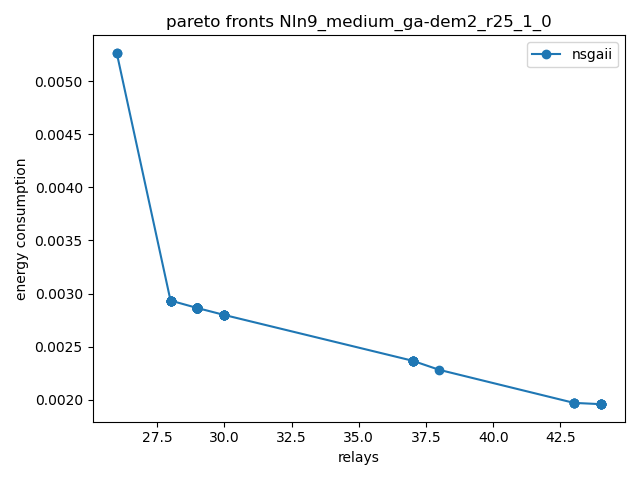 pareto fronts NIn9_medium_ga-dem2_r25_1_0
nsgaii
energy consumption
0.0050
0.0045
0.0040
0.0035
0.0030
0.0025
0.0020
27.5 30.0 32.5 35.0 37.5 40.0 42.5
relays